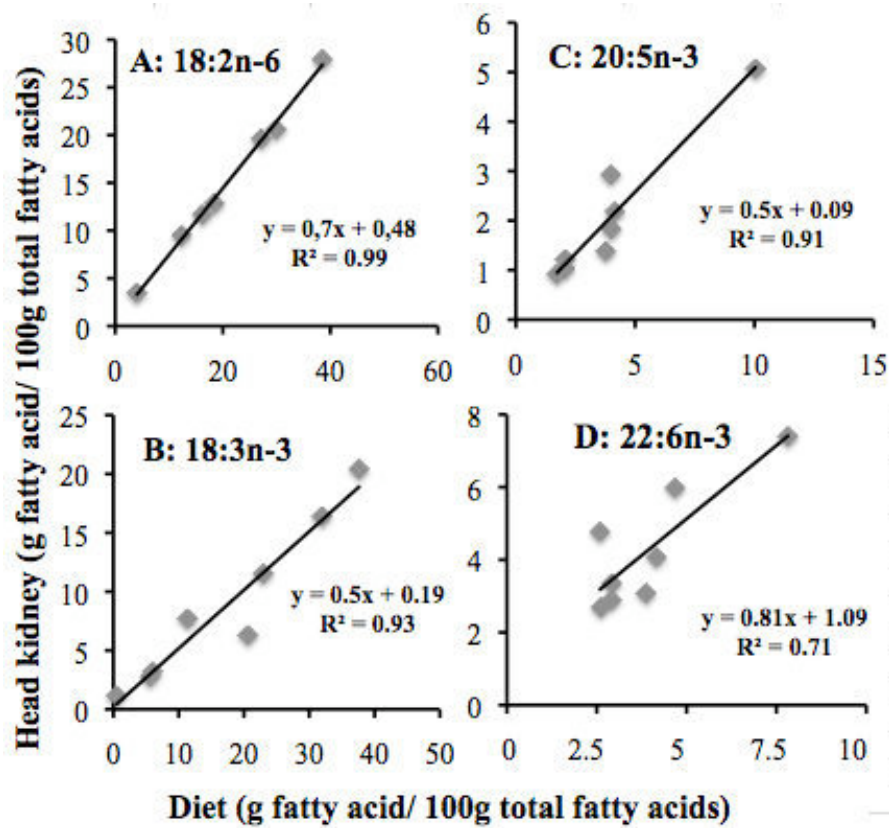 Head kidney (g fatty acid/ 100g total fatty acids)
A: 18:2n-6
30
25
20
15
10
5
0
y = 0,7x + 0,48
R² = 0.99
0 20 40 60
C: 20:5n-3
6
5
4
3
2
1
0
y = 0.5x + 0.09
R² = 0.91
0 5 10 15
B: 18:3n-3
25
20
15
10
5
0
y = 0.5x + 0.19
R² = 0.93
0 10 20 30 40 50
D: 22:6n-3
8
6
4
2
0
y = 0.81x + 1.09
R² = 0.71
0 2.5 5 7.5 10
Diet (g fatty acid/ 100g total fatty acids)